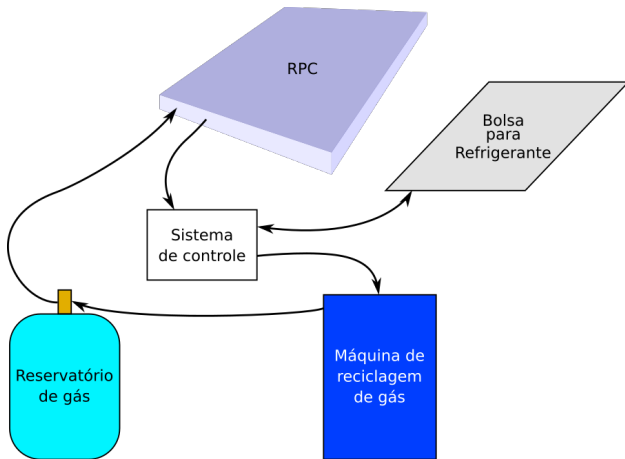 RPC
Bolsa
para
Refrigerante
Sistema
de controle
Máquina de
reciclagem
de gás
Reservatório
de gás